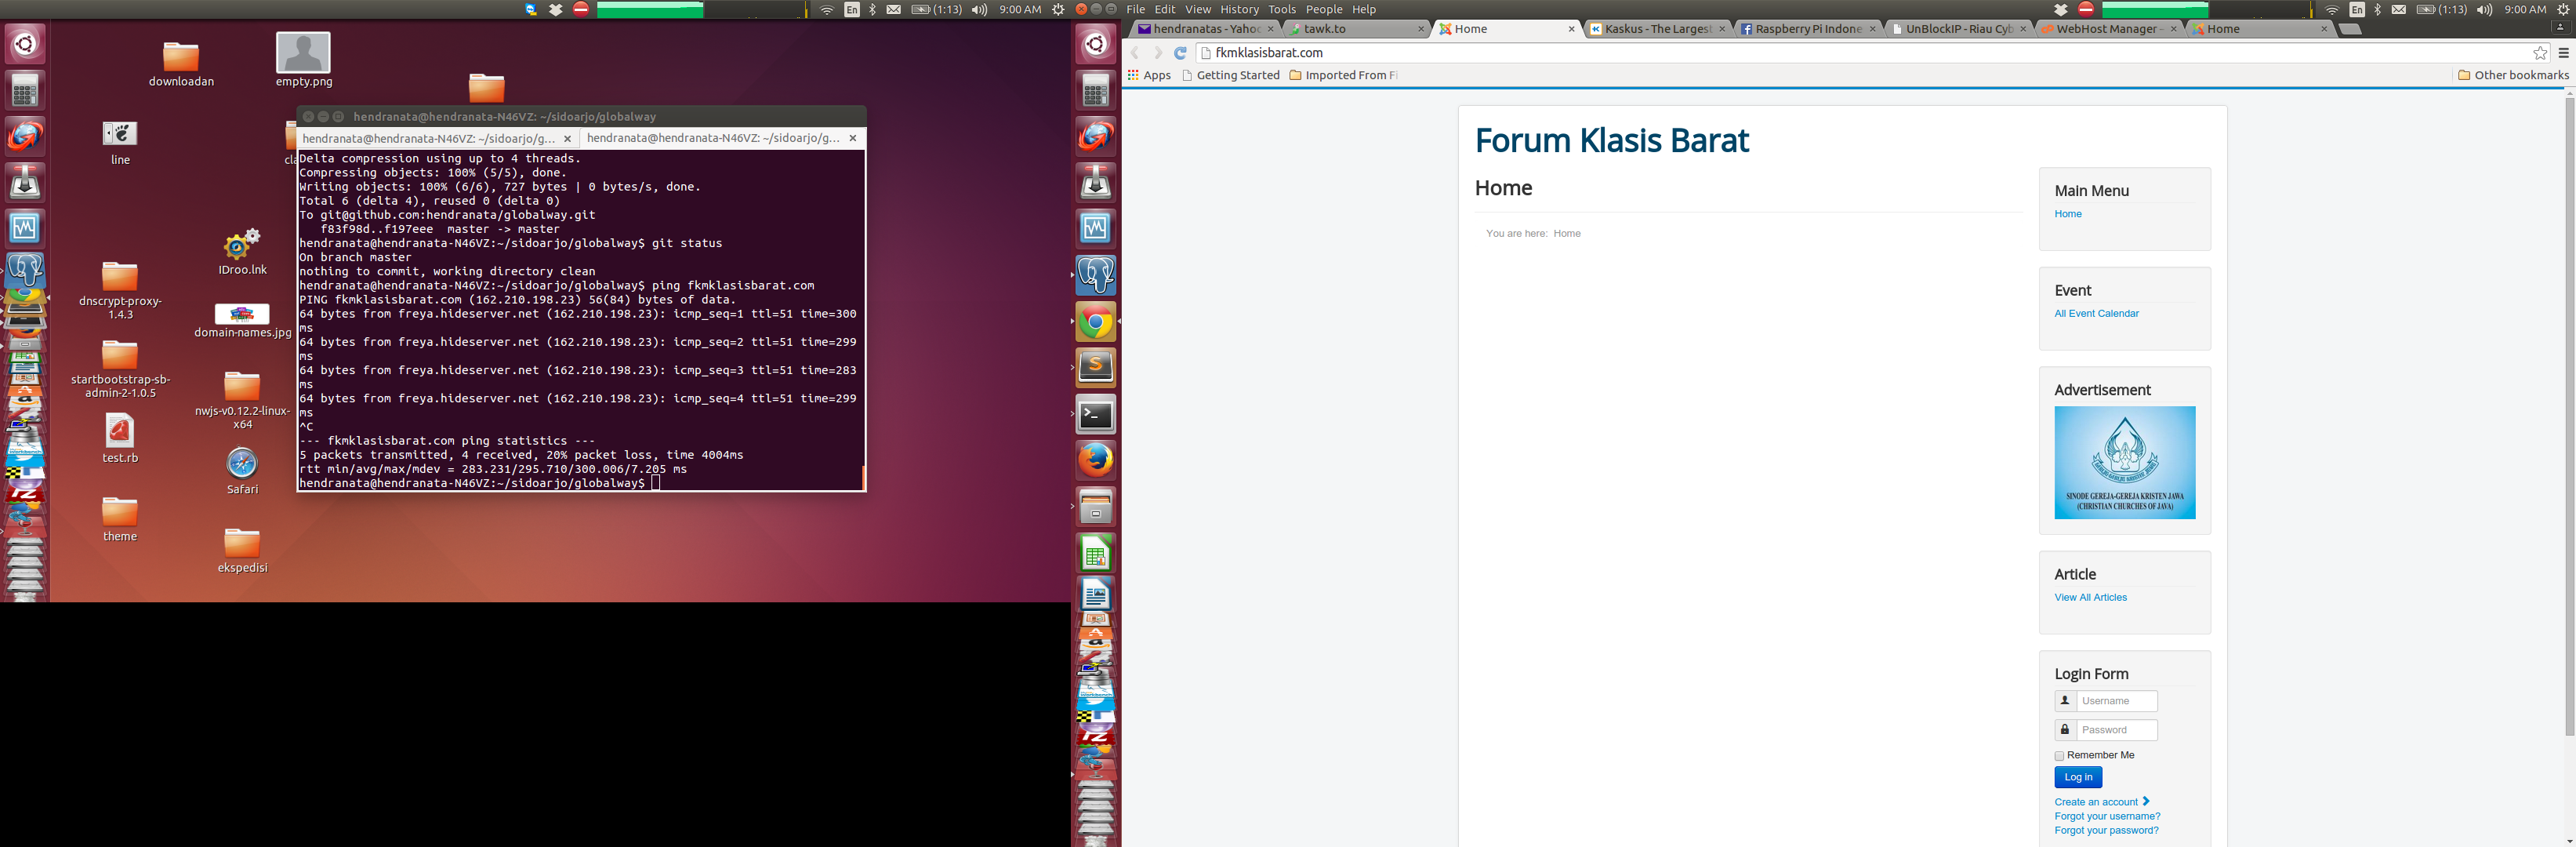 En
(1:13)
9:00 AM
downloadan
empty.png
line
cla
IDroo.lnk
dnscrypt-proxy-
1.4.3
domain-names.jpg
startbootstrap-sb-
admin-2-1.0.5
nwjs-v0.12.2-linux-
x64
test.rb
Safari
theme
ekspedisi
hendranata@hendranata-N46VZ: ~/sidoarjo/globalway
hendranata@hendranata-N46VZ: ~/sidoarjo/g... ×
hendranata@hendranata-N46VZ: ~/sidoarjo/g... ×
Delta compression using up to 4 threads.
Compressing objects: 100% (5/5), done.
Writing objects: 100% (6/6), 727 bytes | 0 bytes/s, done.
Total 6 (delta 4), reused 0 (delta 0)
To git@github.com:hendranata/globalway.git
f83f98d..f197eee  master -> master
hendranata@hendranata-N46VZ:~/sidoarjo/globalway$ git status
On branch master
nothing to commit, working directory clean
hendranata@hendranata-N46VZ:~/sidoarjo/globalway$ ping fkmklasisbarat.com
PING fkmklasisbarat.com (162.210.198.23) 56(84) bytes of data.
64 bytes from freya.hideserver.net (162.210.198.23): icmp_seq=1 ttl=51 time=300
ms
64 bytes from freya.hideserver.net (162.210.198.23): icmp_seq=2 ttl=51 time=299
ms
64 bytes from freya.hideserver.net (162.210.198.23): icmp_seq=3 ttl=51 time=283
ms
64 bytes from freya.hideserver.net (162.210.198.23): icmp_seq=4 ttl=51 time=299
ms
^C
--- fkmklasisbarat.com ping statistics ---
5 packets transmitted, 4 received, 20% packet loss, time 4004ms
rtt min/avg/max/mdev = 283.231/295.710/300.006/7.205 ms
hendranata@hendranata-N46VZ:~/sidoarjo/globalway$
File Edit View History Tools People Help
En
(1:13)
9:00 AM
hendranatas - Yahoo
tawk.to
Home
Kaskus - The Largest
Raspberry Pi Indone
UnBlockIP - Riau Cyb
WebHost Manager -
Home
fkmklasisbarat.com
Apps Getting Started Imported From Fi
Other bookmarks
Forum Klasis Barat
Home
You are here: Home
Main Menu
Home
Event
All Event Calendar
Advertisement
SINODE GEREJA-GEREJA KRISTEN JAWA
(CHRISTIAN CHURCHES OF JAVA)
Article
View All Articles
Login Form
Username
Password
Remember Me
Log in
Create an account
Forgot your username?
Forgot your password?